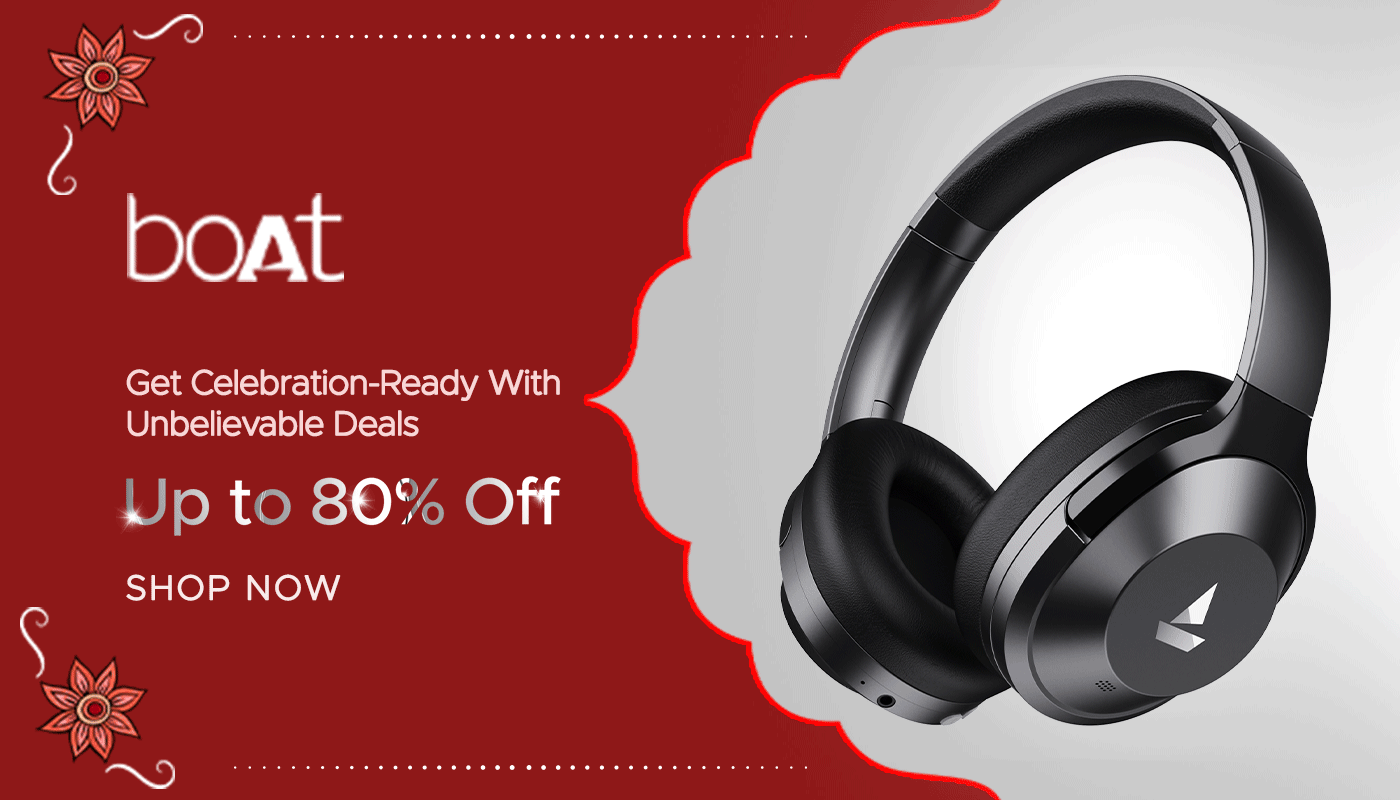 boAt
Get Celebration-Ready With
Unbelievable Deals
Up to 80% Off
SHOP NOW